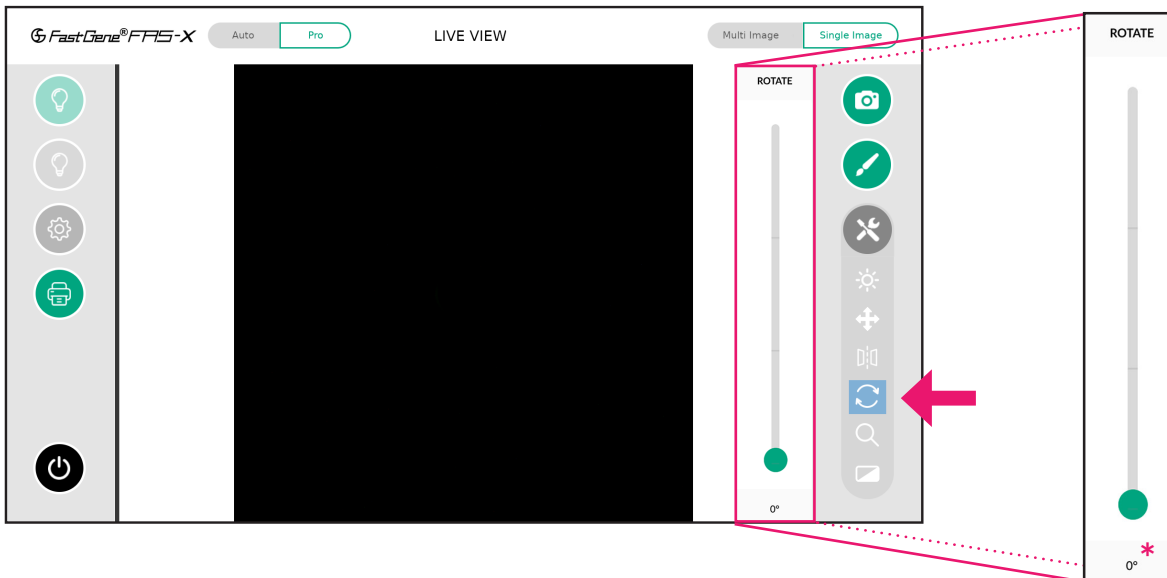 FastGene® FAS-X
Auto
Pro
LIVE VIEW
Multi Image
Single Image
ROTATE
0°
ROTATE
0°*